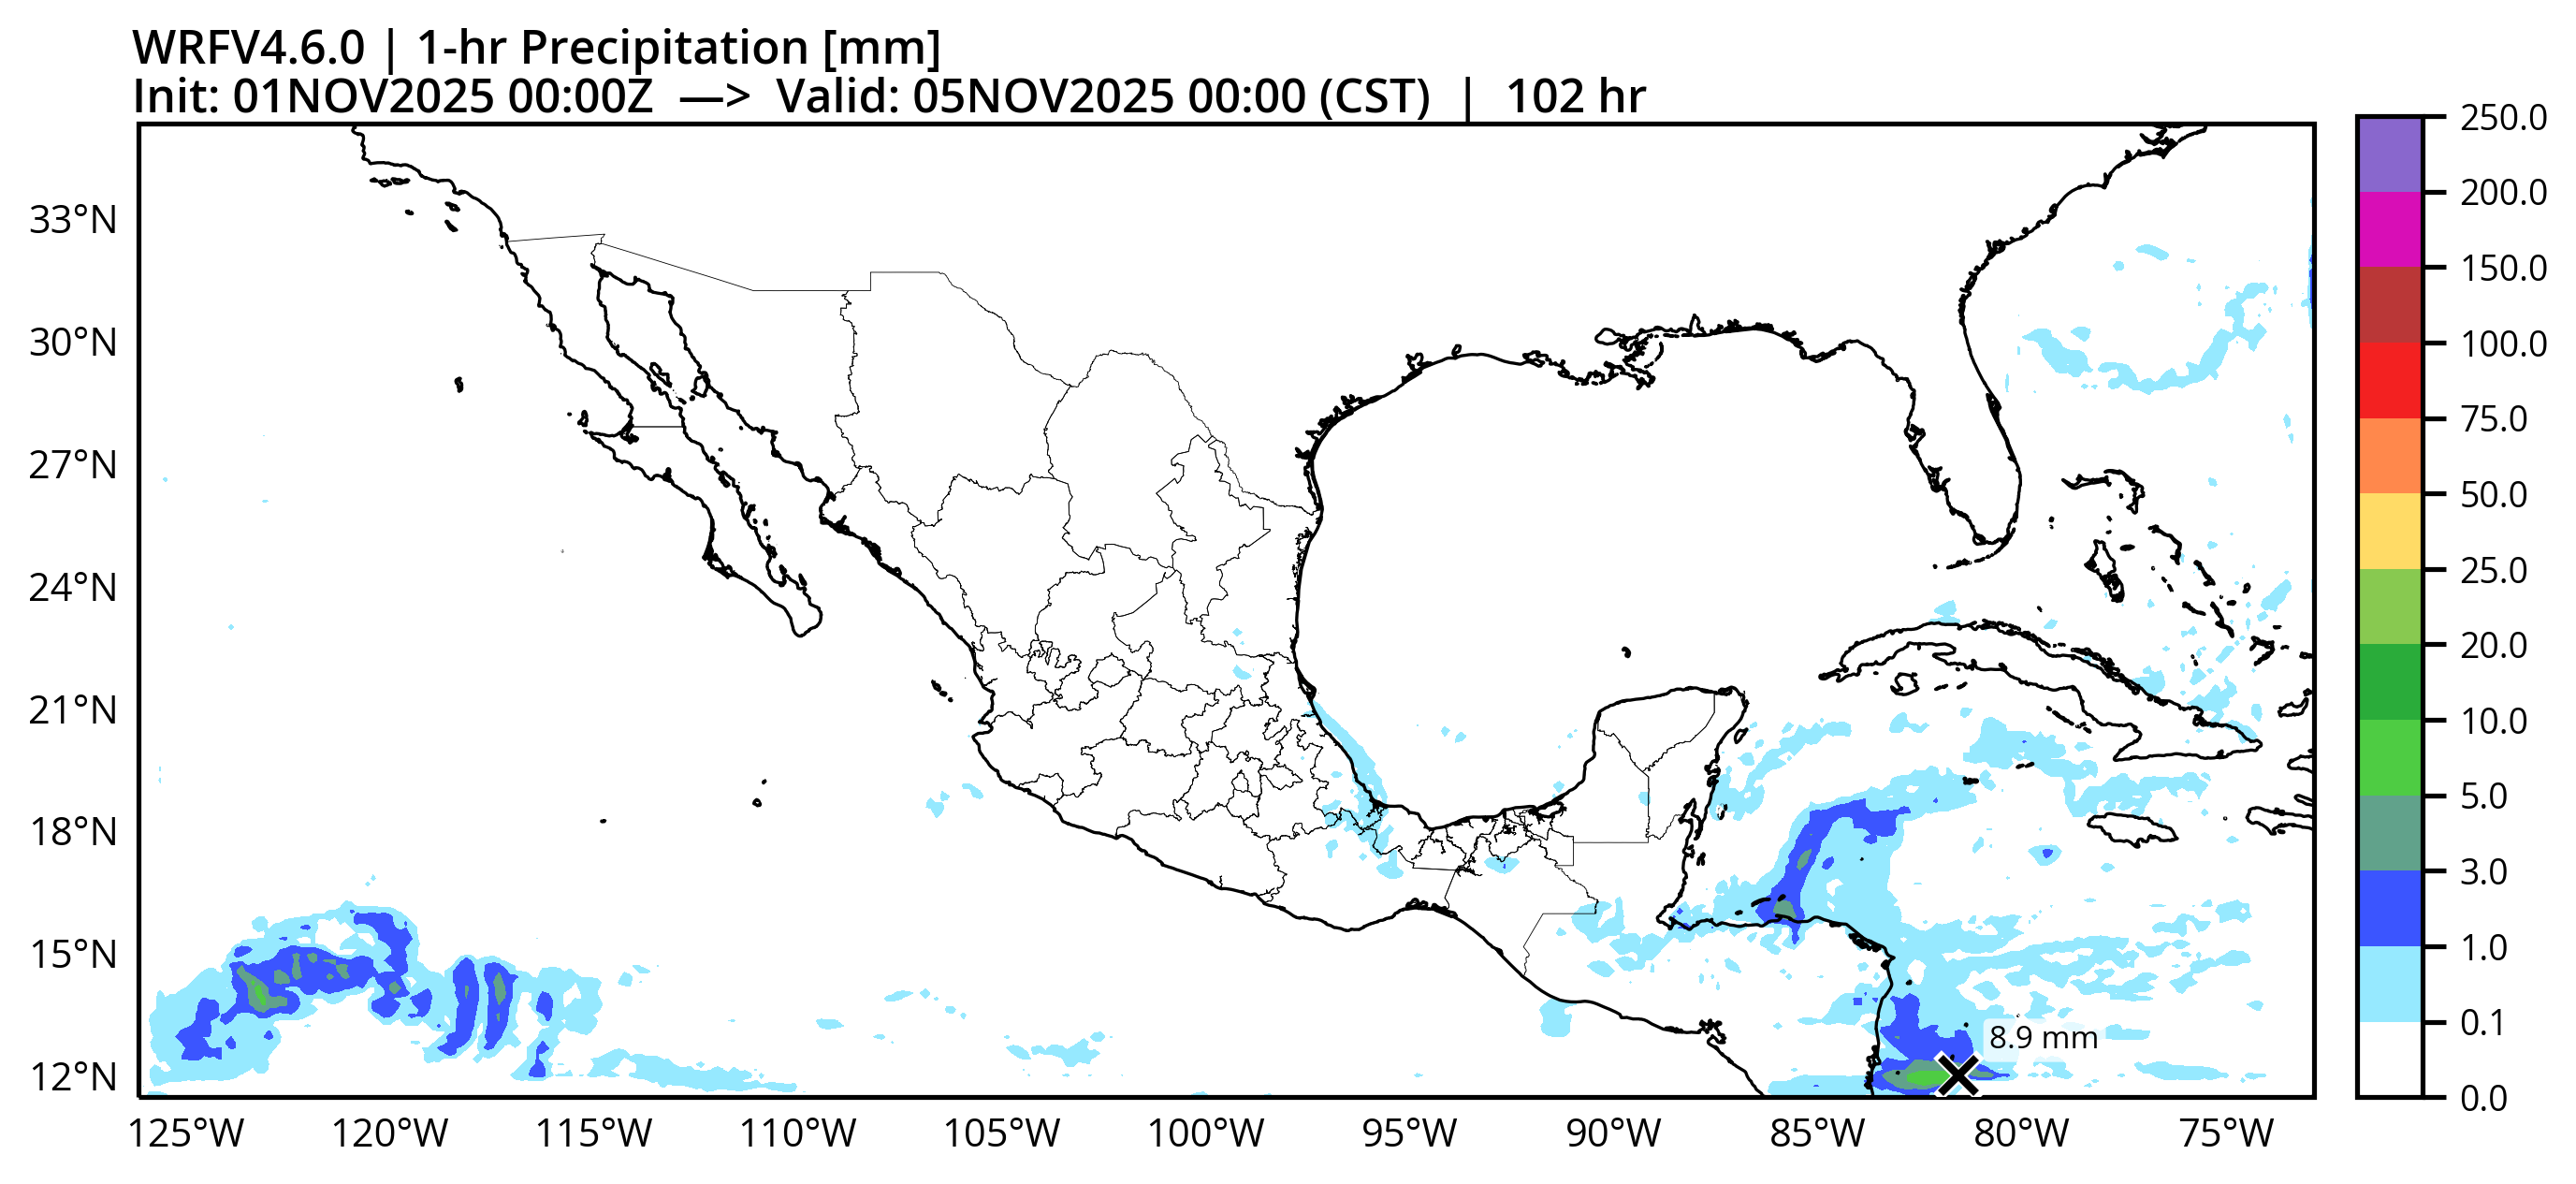 WRFV4.6.0 | 1-hr Precipitation [mm]
Init: 01NOV2025 00:00Z —> Valid: 05NOV2025 00:00 (CST) | 102 hr
250.0
200.0
150.0
100.0
75.0
50.0
25.0
20.0
10.0
5.0
3.0
1.0
0.1
0.0
33°N
30°N
27°N
24°N
21°N
18°N
15°N
12°N
8.9 mm
125°W 120°W 115°W 110°W 105°W 100°W 95°W 90°W 85°W 80°W 75°W